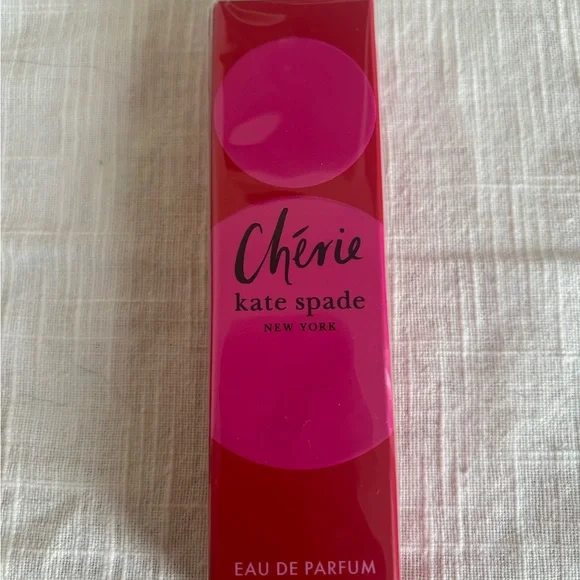 Chérie
kate spade
NEW YORK
EAU DE PARFUM